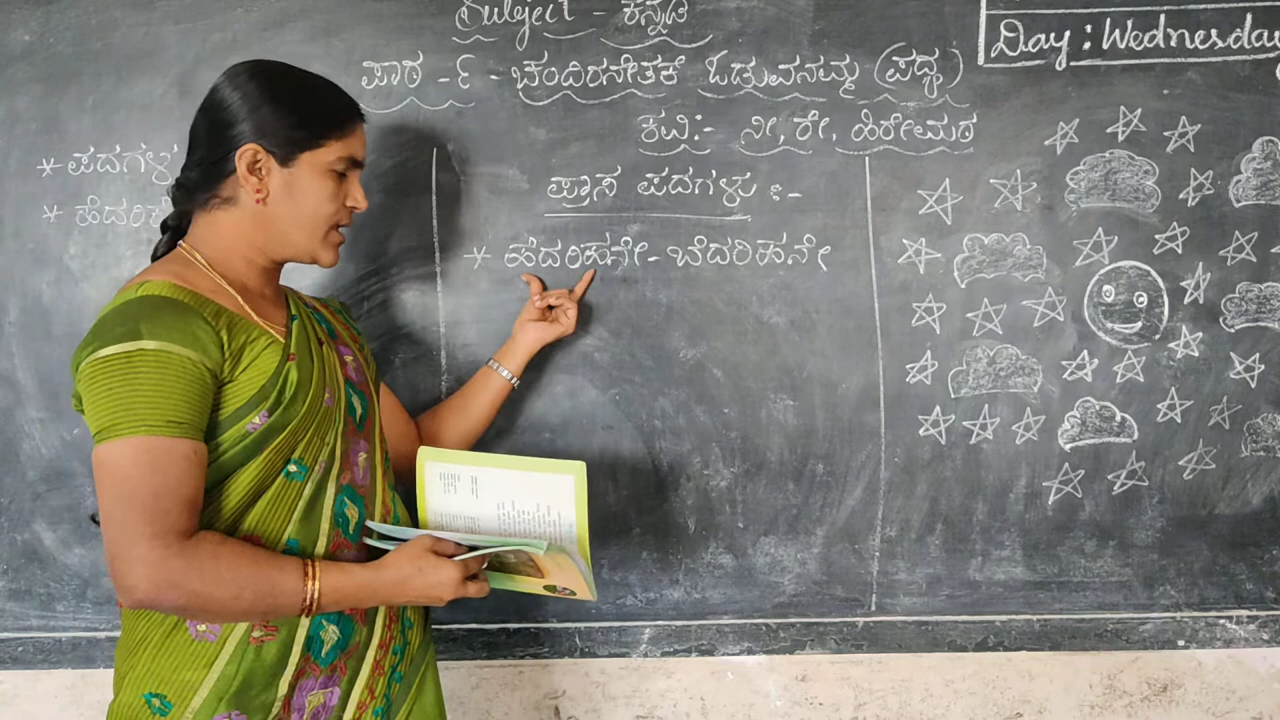 Subject - ಕನ್ನಡ
Day : Wednesday
ಪಾಠ - ೯ - ಚಂದಿರನೇತಕೆ ಓಡುವನಮ್ಮ (ಪದ್ಯ)
ಕವಿ:- ನೀ, ರೇ, ಹಿರೇಮಠ
* ಪದಗಳ
* ಹೆದರಿಕೆ
ಪ್ರಾಸ ಪದಗಳು :-
* ಹೆದರಿಹನೇ - ಬೆದರಿಹನೇ